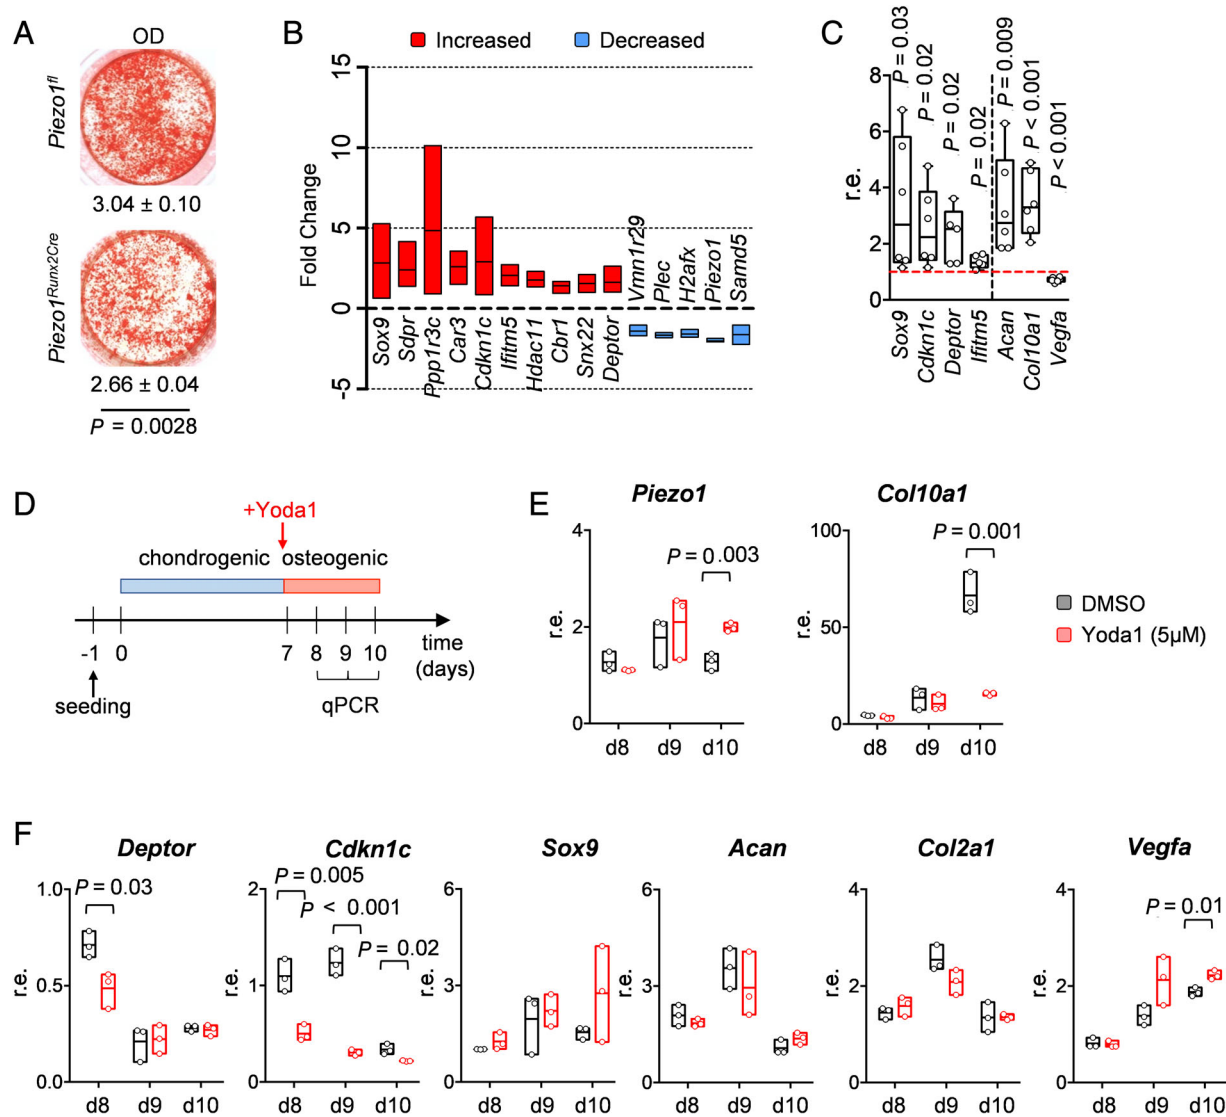 A
OD
Piezo1fl
3.04 ± 0.10
Piezo1Runx2Cre
2.66 ± 0.04
P = 0.0028
B
Increased
Decreased
Fold Change
15
10
5
0
-5
Sox9
Sdpr
Ppp1r3c
Car3
Cdkn1c
Ifitm5
Hdac11
Cbr1
Snx22
Deptor
Vmn1r29
Plec
H2afx
Piezo1
Samd5
C
r.e.
8
6
4
2
0
P = 0.03
P = 0.02
P = 0.02
P = 0.02
P = 0.009
P < 0.001
P < 0.001
Sox9
Cdkn1c
Deptor
Ifitm5
Acan
Col10a1
Vegfa
D
+Yoda1
chondrogenic osteogenic
-1 0 7 8 9 10
time
(days)
seeding
qPCR
E
Piezo1
r.e.
4
2
0
P = 0.003
d8 d9 d10
Col10a1
r.e.
100
50
0
P = 0.001
d8 d9 d10
DMSO
Yoda1 (5µM)
F
Deptor
r.e.
1.0
0.5
0.0
P = 0.03
d8 d9 d10
Cdkn1c
r.e.
2
1
0
P = 0.005
P < 0.001
P = 0.02
d8 d9 d10
Sox9
r.e.
6
3
0
d8 d9 d10
Acan
r.e.
6
3
0
d8 d9 d10
Col2a1
r.e.
4
2
0
d8 d9 d10
Vegfa
r.e.
4
2
0
P = 0.01
d8 d9 d10